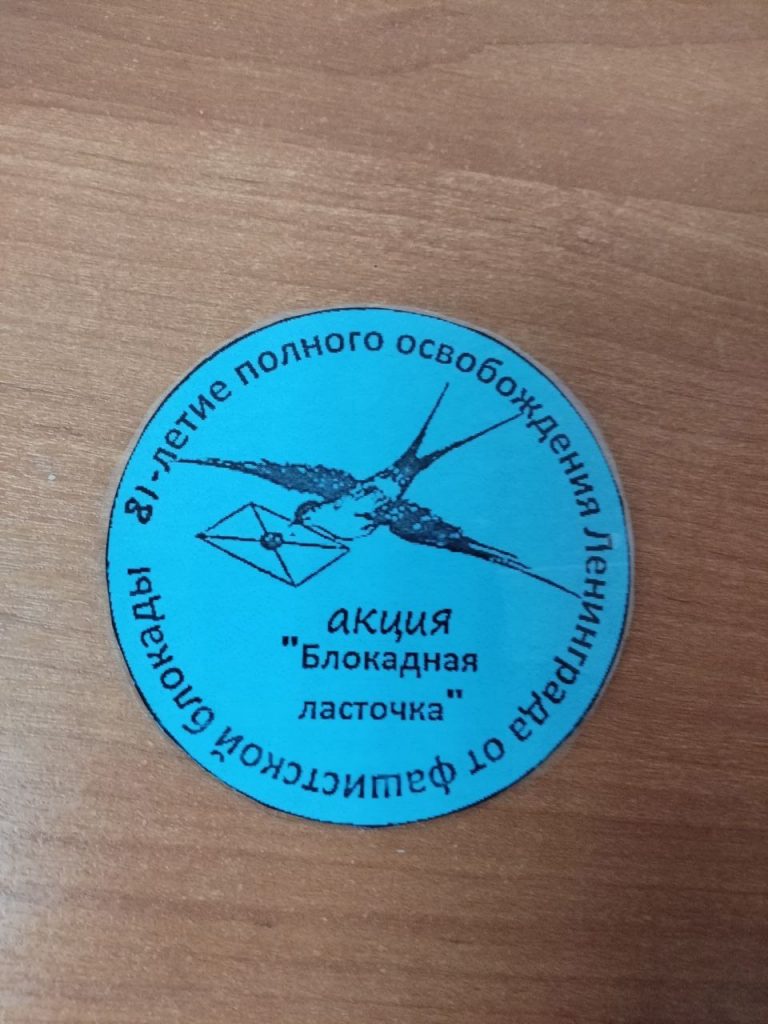 81-летие полного освобождения Ленинграда от фашистской блокады
акция
"Блокадная
ласточка"